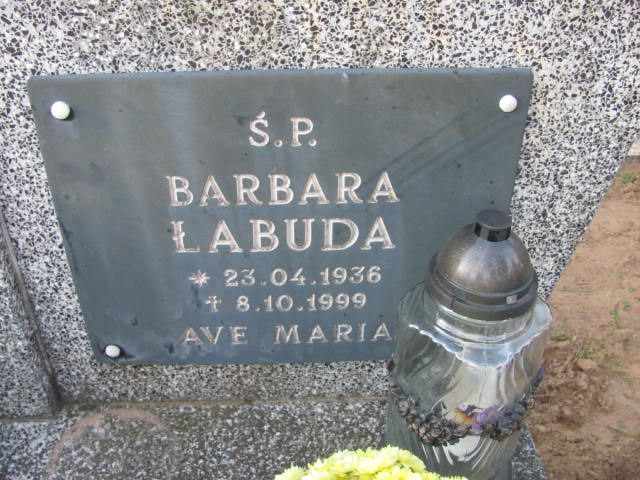 Ś.P.
BARBARA
ŁABUDA
* 23.04.1936
✝ 8.10.1999
AVE MARIA